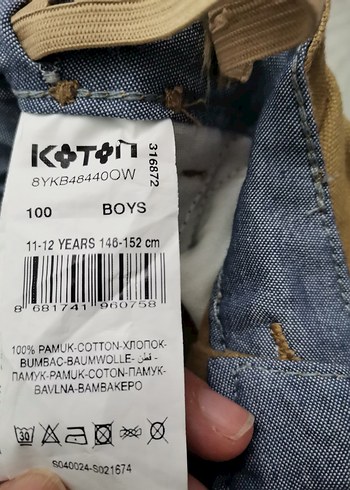 KOTON
316872
8YKB48440OW
100 BOYS
11-12 YEARS 146-152 cm
8 681741 960758
100% PAMUK-COTTON-ХЛОПОК-
BUMBAC-BAUMWOLLE- قطن -
ПАМУК-PAMUK-COTON-ПАМУК-
BAVLNA-BAMBAKEPO
30
S040024-S021674